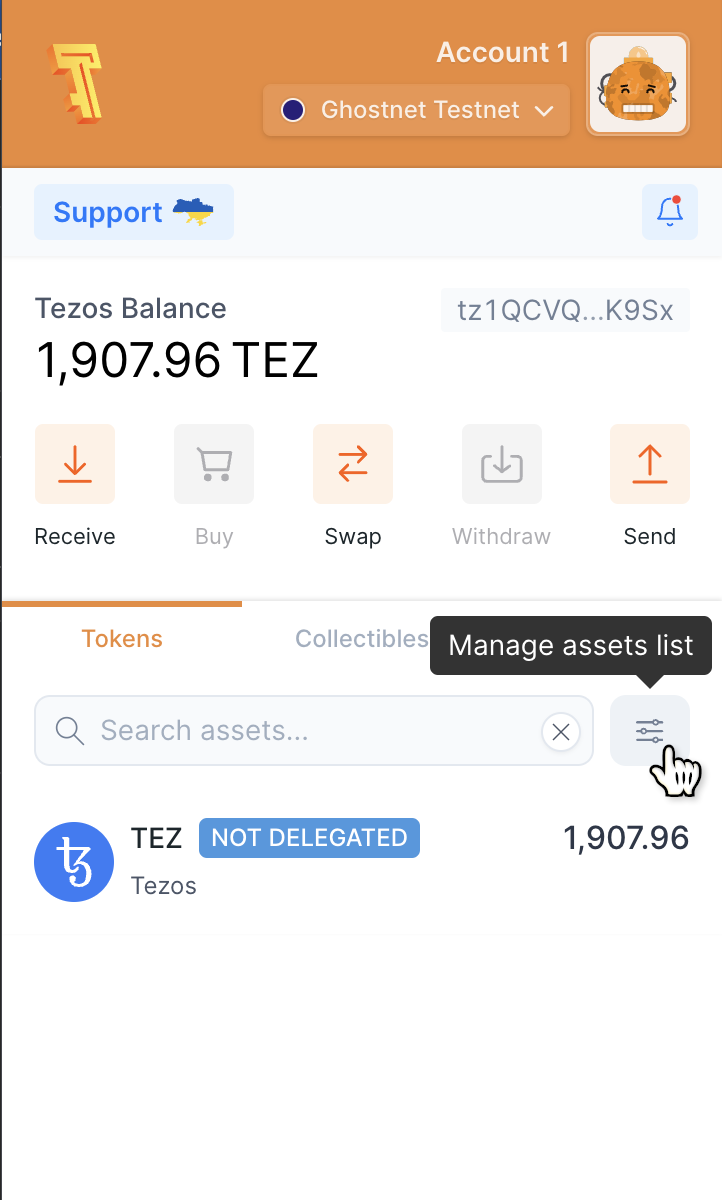 Account 1
Ghostnet Testnet
Support
Tezos Balance
tz1QCVQ...K9Sx
1,907.96 TEZ
Receive
Buy
Swap
Withdraw
Send
Tokens
Collectibles
Manage assets list
Search assets...
TEZ
NOT DELEGATED
1,907.96
Tezos